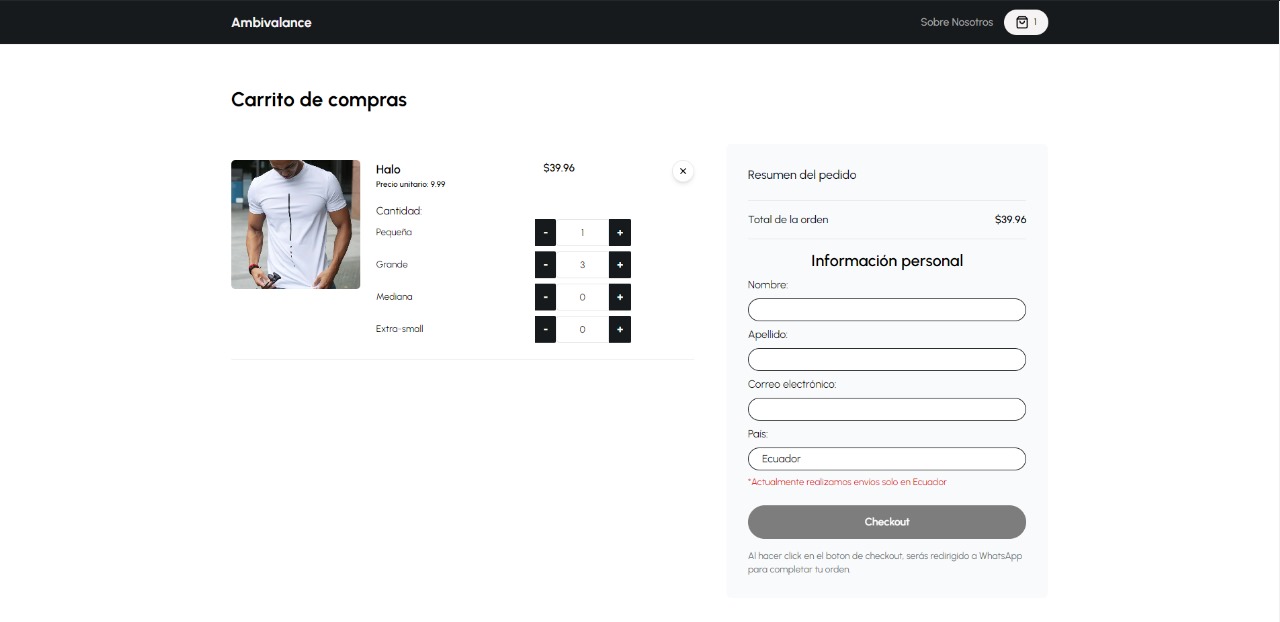 Ambivalance
Sobre Nosotros
1
Carrito de compras
Halo
$39.96
Precio unitario: 9.99
Cantidad:
Pequeña - 1 +
Grande - 3 +
Mediana - 0 +
Extra-small - 0 +
Resumen del pedido
Total de la orden $39.96
Información personal
Nombre:
Apellido:
Correo electrónico:
País:
Ecuador
*Actualmente realizamos envíos solo en Ecuador
Checkout
Al hacer click en el boton de checkout, serás redirigido a WhatsApp
para completar tu orden.